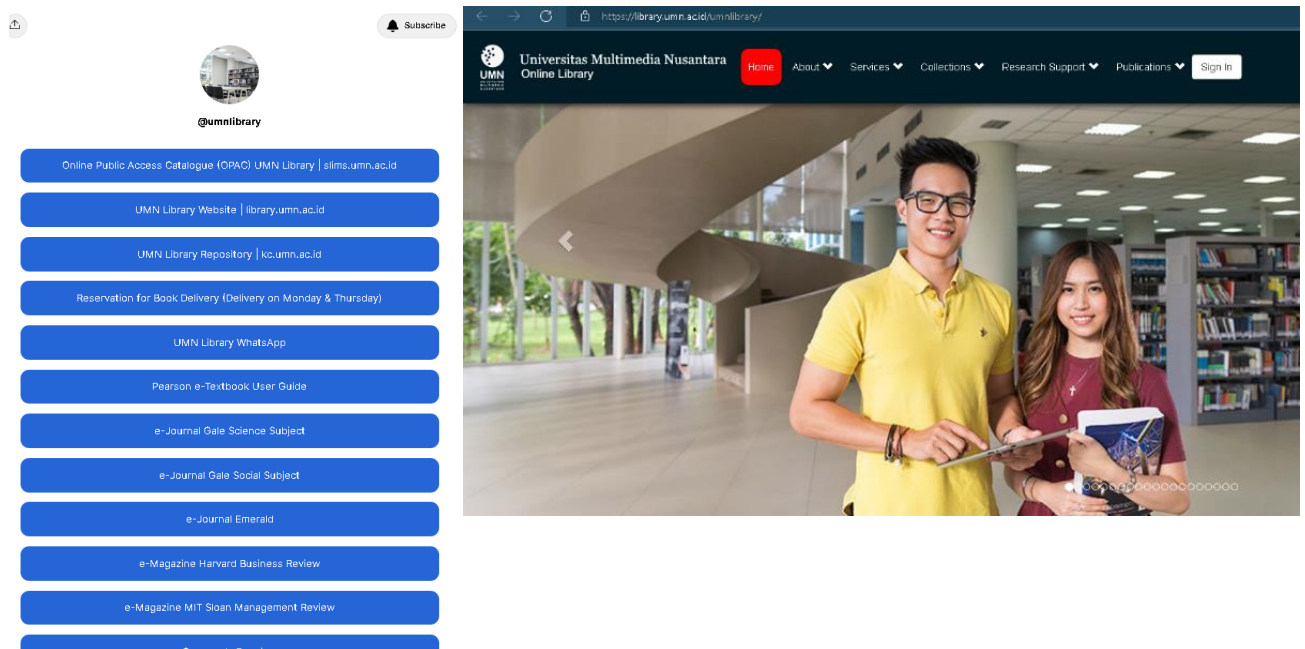 Subscribe
@umnlibrary
Online Public Access Catalogue (OPAC) UMN Library | slims.umn.ac.id
UMN Library Website | library.umn.ac.id
UMN Library Repository | kc.umn.ac.id
Reservation for Book Delivery (Delivery on Monday & Thursday)
UMN Library WhatsApp
Pearson e-Textbook User Guide
e-Journal Gale Science Subject
e-Journal Gale Social Subject
e-Journal Emerald
e-Magazine Harvard Business Review
e-Magazine MIT Sloan Management Review
https://library.umn.ac.id/umnlibrary/
UMN
Universitas Multimedia Nusantara
Online Library
Home
About
Services
Collections
Research Support
Publications
Sign In